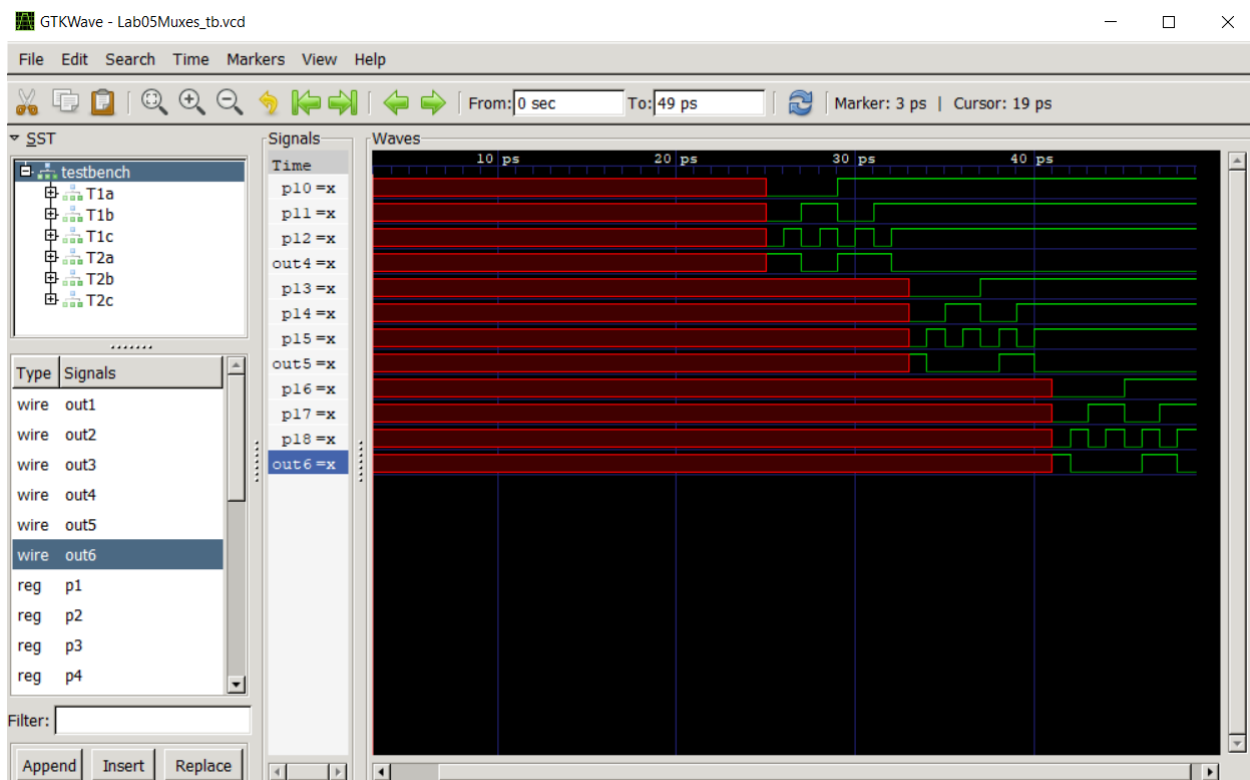 GTKWave - Lab05Muxes_tb.vcd
File Edit Search Time Markers View Help
From: 0 sec To: 49 ps Marker: 3 ps | Cursor: 19 ps
SST
testbench
T1a
T1b
T1c
T2a
T2b
T2c
Type Signals
wire out1
wire out2
wire out3
wire out4
wire out5
wire out6
reg p1
reg p2
reg p3
reg p4
Filter:
Append Insert Replace
Signals
Time
p10=x
p11=x
p12=x
out4=x
p13=x
p14=x
p15=x
out5=x
p16=x
p17=x
p18=x
out6=x
Waves
10 ps 20 ps 30 ps 40 ps